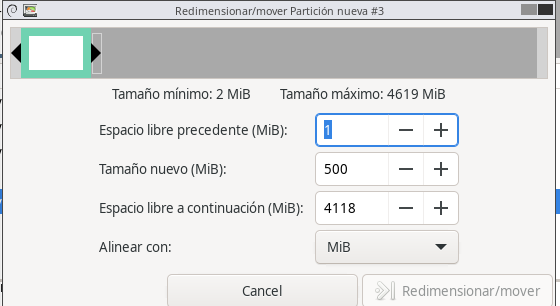 Redimensionar/mover Partición nueva #3
Tamaño mínimo: 2 MiB Tamaño máximo: 4619 MiB
Espacio libre precedente (MiB): 1
Tamaño nuevo (MiB): 500
Espacio libre a continuación (MiB): 4118
Alinear con: MiB
Cancel Redimensionar/mover